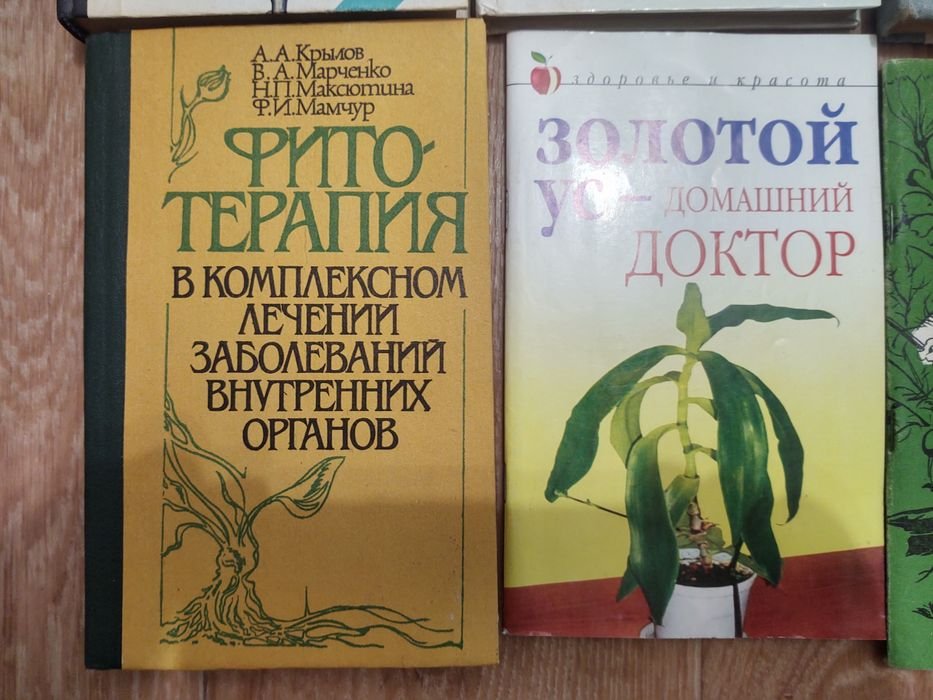 А.А.Крылов
В.А.Марченко
Н.П.Максютина
Ф.И.Мамчур
ФИТО-
ТЕРАПИЯ
В КОМПЛЕКСНОМ
ЛЕЧЕНИИ
ЗАБОЛЕВАНИЙ
ВНУТРЕННИХ
ОРГАНОВ
здоровье и красота
ЗОЛОТОЙ
УС – ДОМАШНИЙ
ДОКТОР